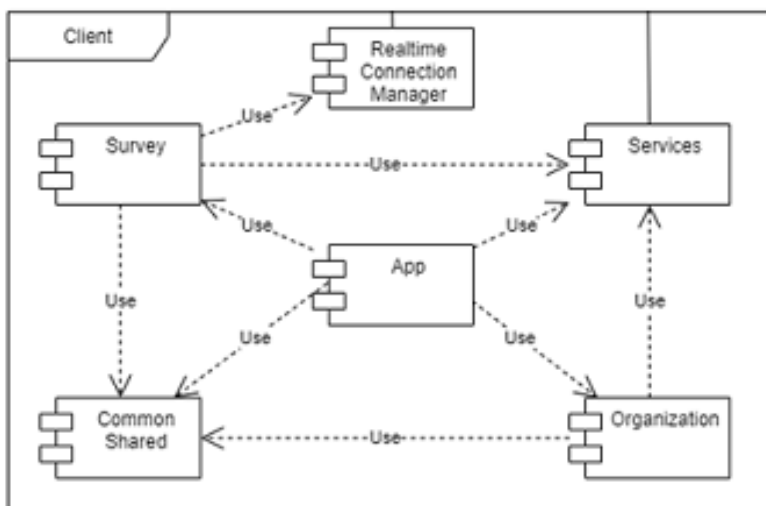 Client
Realtime
Connection
Manager
Use
Survey
Services
Use
Use
Use
App
Use
Use
Use
Use
Common
Shared
Organization
Use